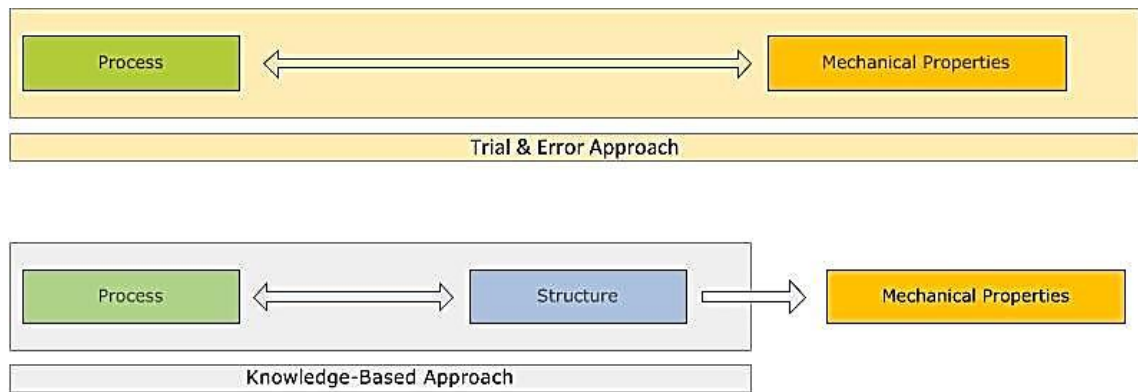 Process
Mechanical Properties
Trial & Error Approach
Process
Structure
Mechanical Properties
Knowledge-Based Approach